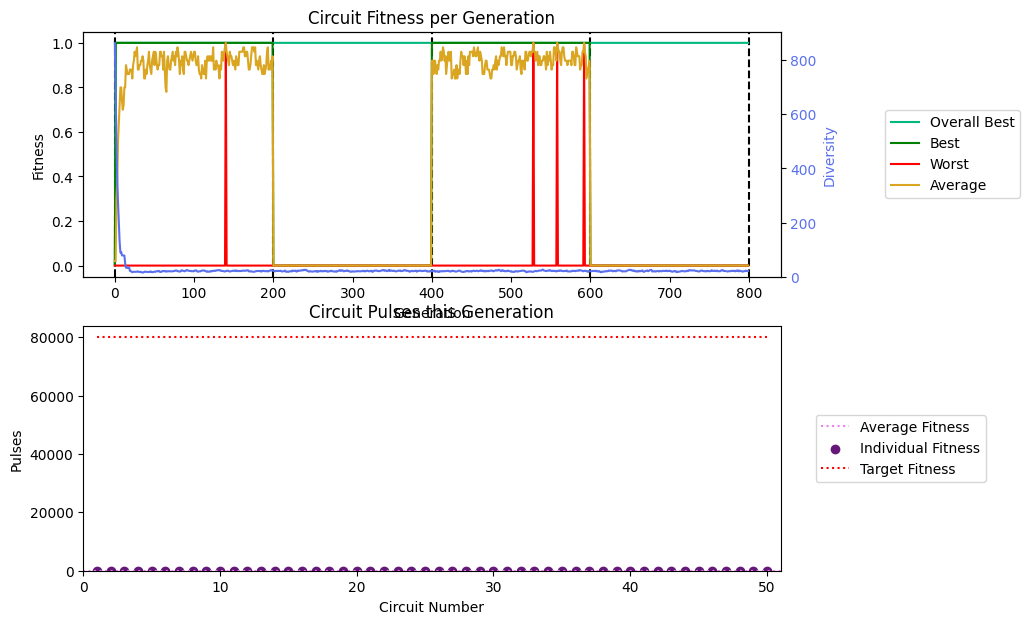 Circuit Fitness per Generation
Fitness
1.0
0.8
0.6
0.4
0.2
0.0
800
600
400
200
0
Diversity
0 100 200 300 400 500 600 700 800
Generation
Overall Best
Best
Worst
Average
Circuit Pulses this Generation
Pulses
80000
60000
40000
20000
0
0 10 20 30 40 50
Circuit Number
Average Fitness
Individual Fitness
Target Fitness